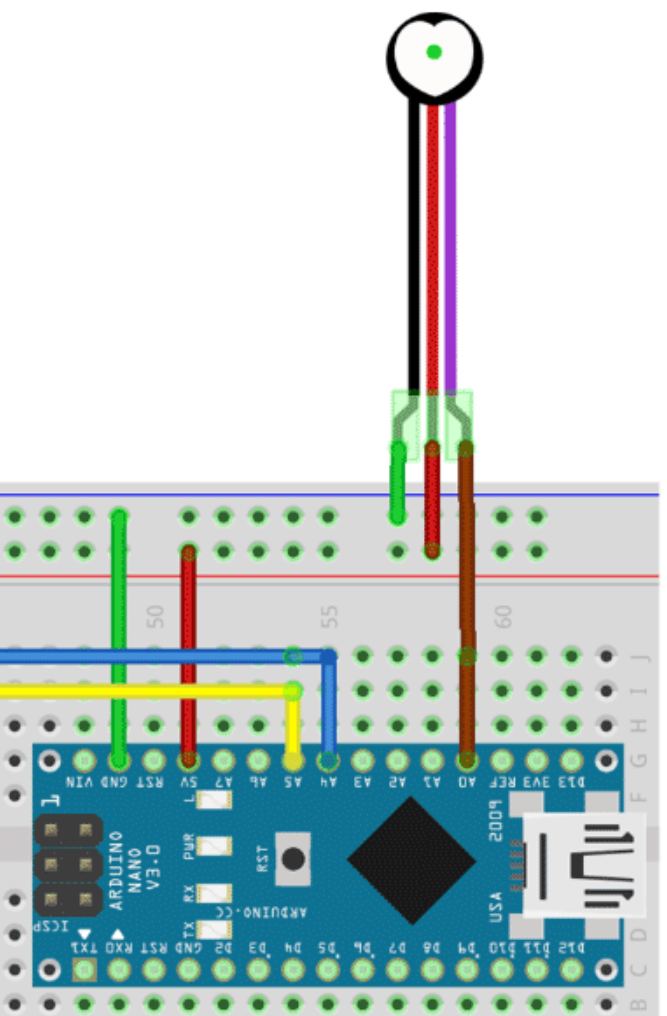 50
55
60
J
I
H
G
F
D
C
B
VIN
GND
RST
5V
A7
A6
A5
A4
A3
A2
A1
A0
REF
3V3
D13
1
ICSP
ARDUINO
NANO
V3.0
L
PWR
RX
TX
RST
ARDUINO.CC
2009
USA
TX1
RX0
RST
GND
D2
D3
D4
D5
D6
D7
D8
D9
D10
D11
D12